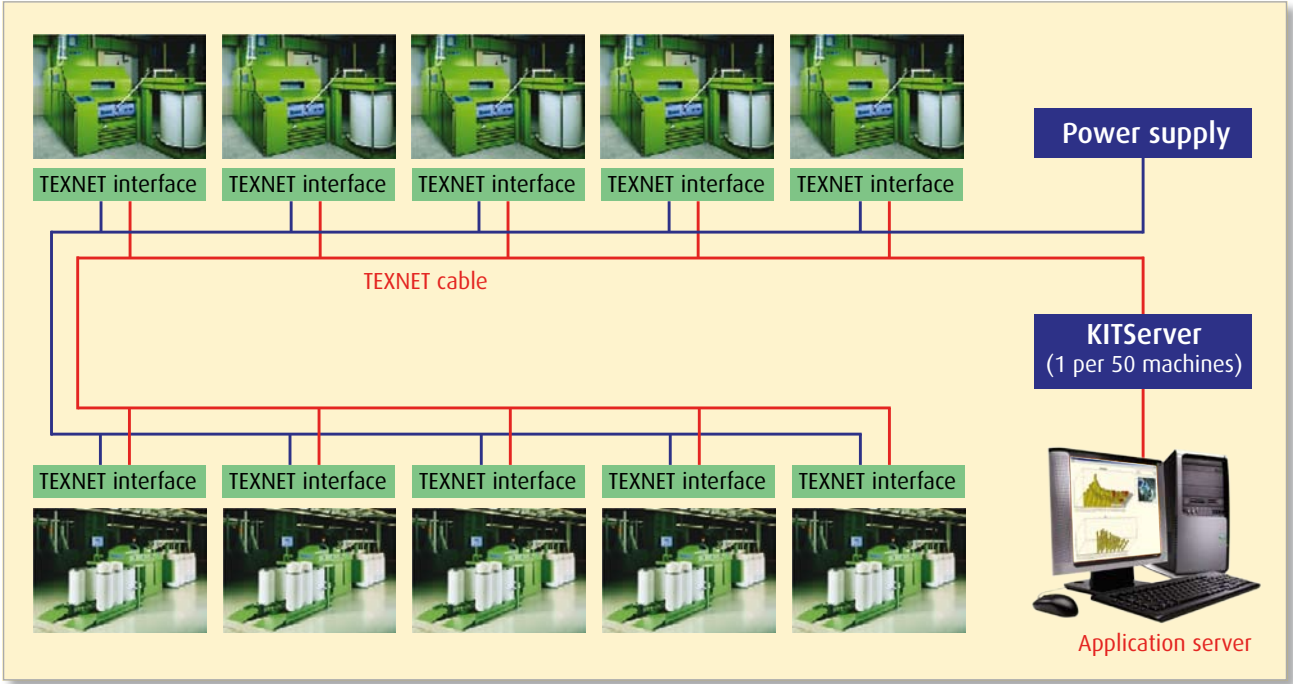 Power supply
TEXNET interface TEXNET interface TEXNET interface TEXNET interface TEXNET interface
TEXNET cable
KITServer
(1 per 50 machines)
TEXNET interface TEXNET interface TEXNET interface TEXNET interface TEXNET interface
Application server